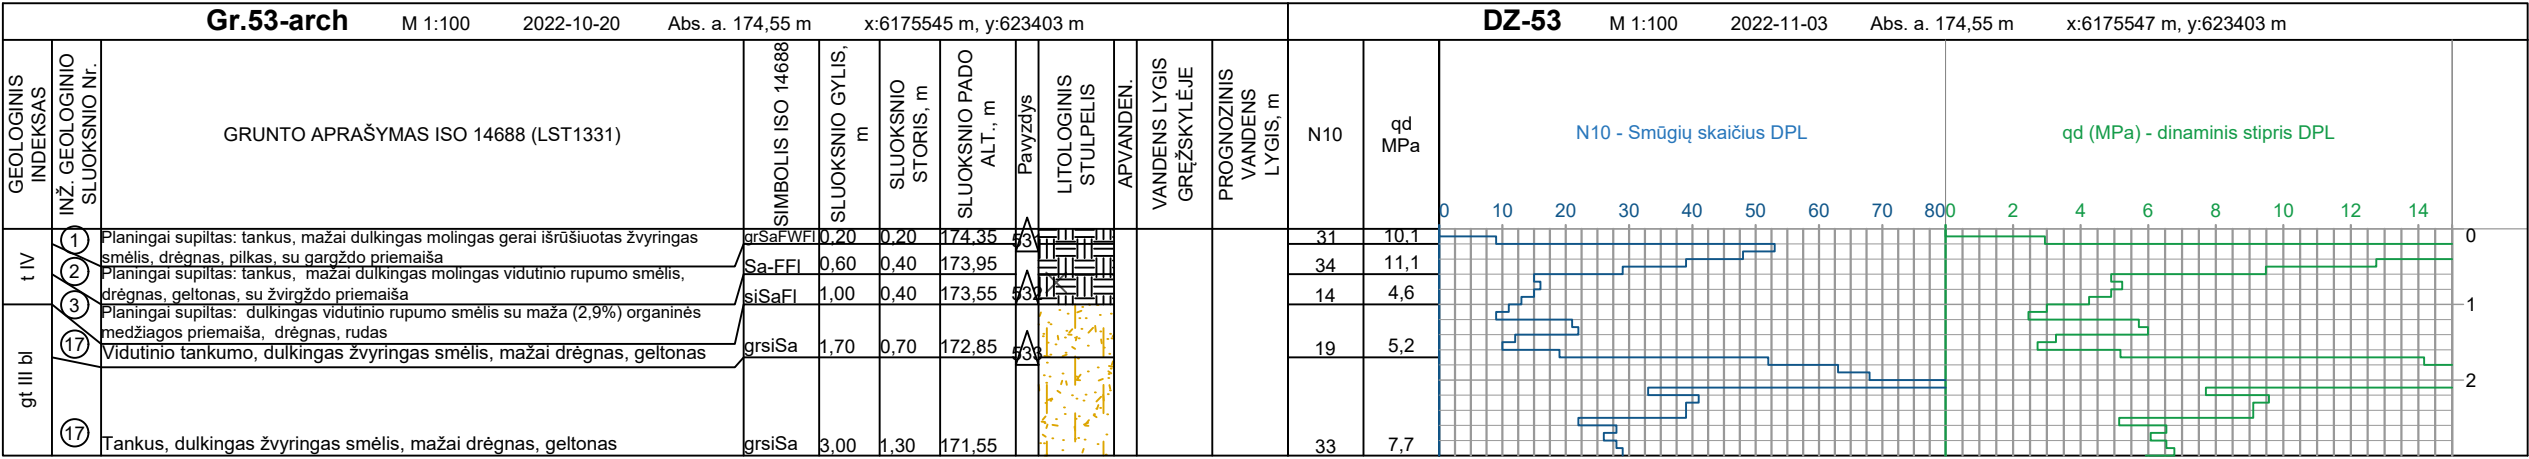 Gr.53-arch M 1:100 2022-10-20 Abs. a. 174,55 m x:6175545 m, y:623403 m
DZ-53 M 1:100 2022-11-03 Abs. a. 174,55 m x:6175547 m, y:623403 m
GEOLOGINIS
INDEKSAS
INŽ. GEOLOGINIO
SLUOKSNIO Nr.
GRUNTO APRAŠYMAS ISO 14688 (LST1331)
SIMBOLIS ISO 14688
SLUOKSNIO GYLIS,
m
SLUOKSNIO
STORIS, m
SLUOKSNIO PADO
ALT., m
Pavyzdys
LITOLOGINIS
STULPELIS
APVANDEN.
VANDENS LYGIS
GRĘŽSKYLĖJE
PROGNOZINIS
VANDENS
LYGIS, m
N10
qd
MPa
N10 - Smūgių skaičius DPL
qd (MPa) - dinaminis stipris DPL
0 10 20 30 40 50 60 70 80
0 2 4 6 8 10 12 14
t IV
1
Planingai supiltas: tankus, mažai dulkingas molingas gerai išrūšiuotas žvyringas
smėlis, drėgnas, pilkas, su gargždo priemaiša
grSaFWFl 0,20 0,20 174,35 531 31 10,1
2
Planingai supiltas: tankus, mažai dulkingas molingas vidutinio rupumo smėlis,
drėgnas, geltonas, su žvirgždo priemaiša
Sa-FFl 0,60 0,40 173,95 34 11,1
3
Planingai supiltas: dulkingas vidutinio rupumo smėlis su maža (2,9%) organinės
medžiagos priemaiša, drėgnas, rudas
siSaFl 1,00 0,40 173,55 532 14 4,6
gt III bl
17
Vidutinio tankumo, dulkingas žvyringas smėlis, mažai drėgnas, geltonas
grsiSa 1,70 0,70 172,85 533 19 5,2
17
Tankus, dulkingas žvyringas smėlis, mažai drėgnas, geltonas
grsiSa 3,00 1,30 171,55 33 7,7
0
1
2